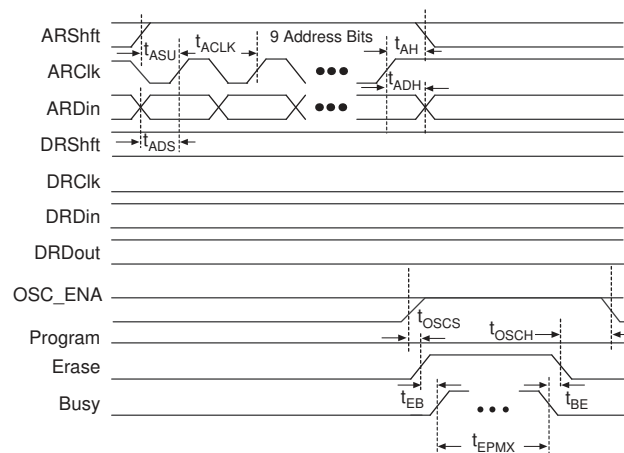 ARShft
tASU
tACLK
9 Address Bits
tAH
ARClk
tADH
ARDin
tADS
DRShft
DRClk
DRDin
DRDout
OSC_ENA
tOSCS
tOSCH
Program
Erase
tEB
tBE
Busy
tEPMX